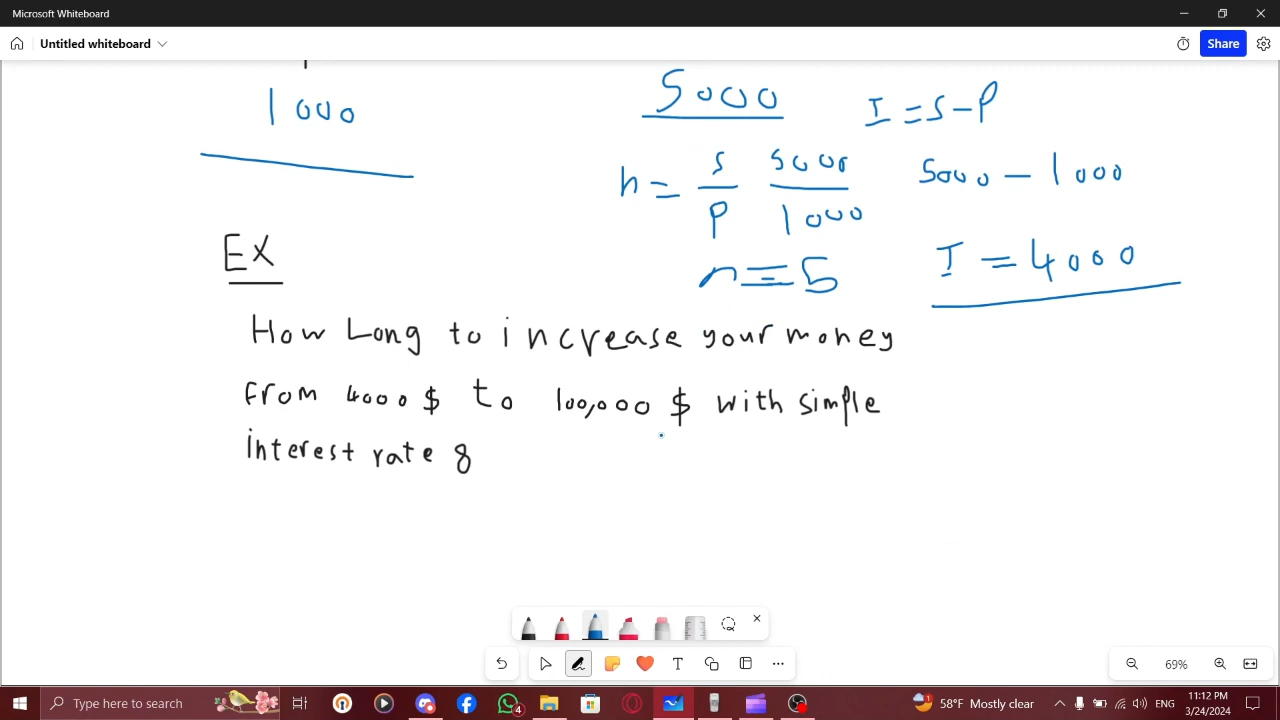 Microsoft Whiteboard
Untitled whiteboard
Share
1000
5000
I = S - P
n = S/P 5000/1000
5000 - 1000
n = 5
I = 4000
EX
How Long to increase your money
From 4000 $ to 100,000 $ with simple
interest rate 8
69%
Type here to search
4
58°F Mostly clear
ENG
11:12 PM
3/24/2024